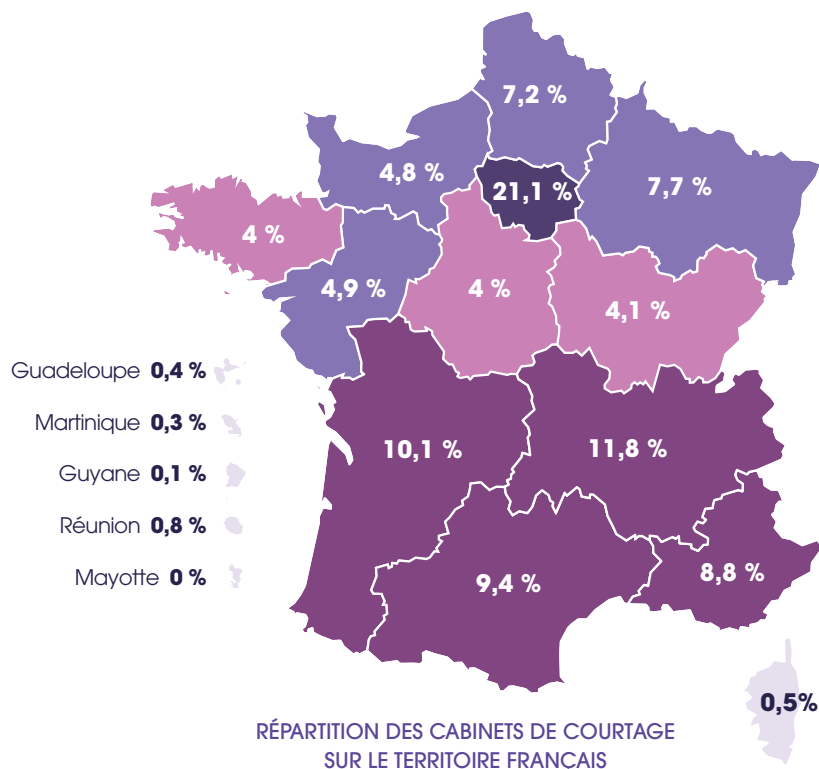 7,2 %
4,8 %
21,1 %
7,7 %
4 %
4,9 %
4 %
4,1 %
Guadeloupe 0,4 %
Martinique 0,3 %
Guyane 0,1 %
Réunion 0,8 %
Mayotte 0 %
10,1 %
11,8 %
9,4 %
8,8 %
0,5%
RÉPARTITION DES CABINETS DE COURTAGE
SUR LE TERRITOIRE FRANÇAIS